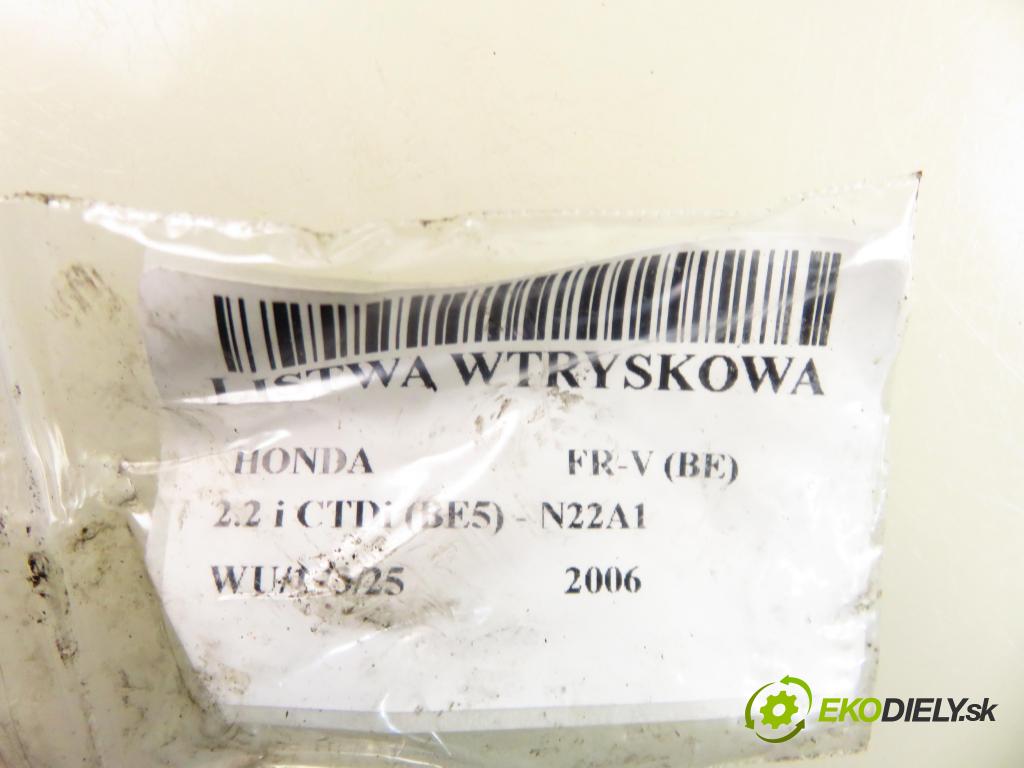 LISTWA WTRYSKOWA
HONDA FR-V (BE)
2.2 i CTDi (BE5) - N22A1
2006
EKODIELY.sk